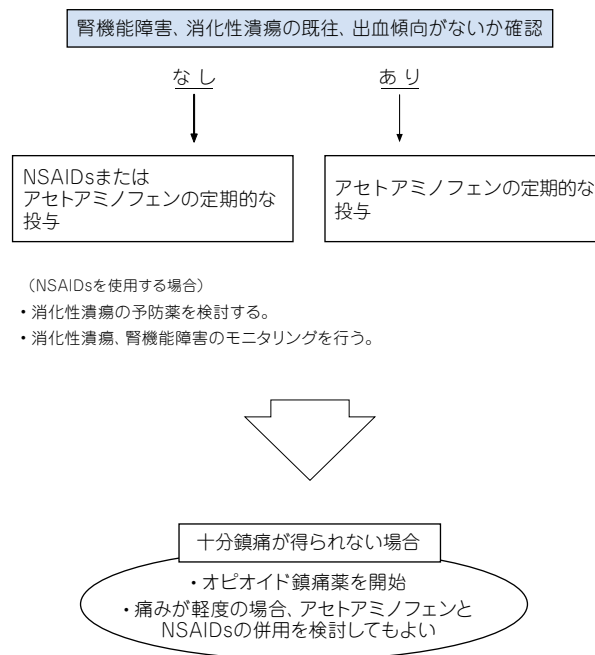 腎機能障害、消化性潰瘍の既往、出血傾向がないか確認
なし
あり
NSAIDsまたは
アセトアミノフェンの定期的な
投与
アセトアミノフェンの定期的な
投与
（NSAIDsを使用する場合）
・消化性潰瘍の予防薬を検討する。
・消化性潰瘍、腎機能障害のモニタリングを行う。
十分鎮痛が得られない場合
・オピオイド鎮痛薬を開始
・痛みが軽度の場合、アセトアミノフェンと
NSAIDsの併用を検討してもよい